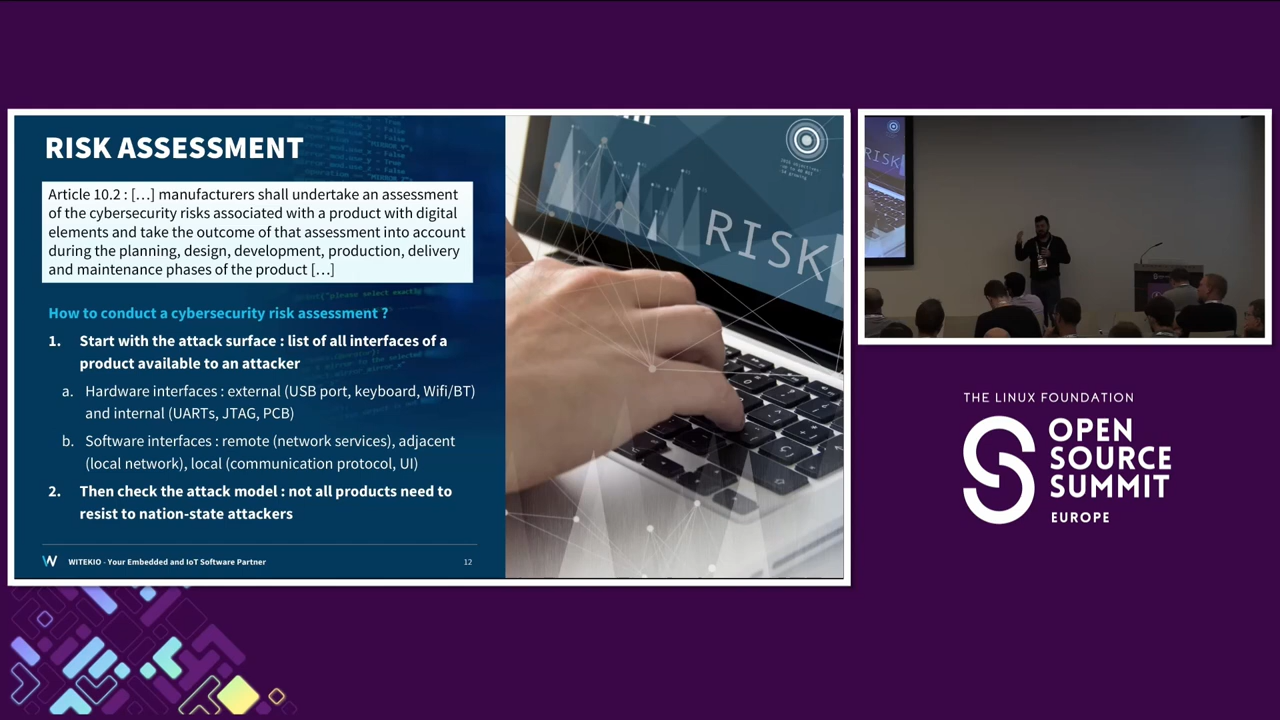 RISK ASSESSMENT
Article 10.2 : […] manufacturers shall undertake an assessment
of the cybersecurity risks associated with a product with digital
elements and take the outcome of that assessment into account
during the planning, design, development, production, delivery
and maintenance phases of the product […]
How to conduct a cybersecurity risk assessment ?
1. Start with the attack surface : list of all interfaces of a
product available to an attacker
a. Hardware interfaces : external (USB port, keyboard, Wifi/BT)
and internal (UARTs, JTAG, PCB)
b. Software interfaces : remote (network services), adjacent
(local network), local (communication protocol, UI)
2. Then check the attack model : not all products need to
resist to nation-state attackers
W WITEKIO - Your Embedded and IoT Software Partner 12
RISK
RISK
THE LINUX FOUNDATION
OPEN
SOURCE
SUMMIT
EUROPE